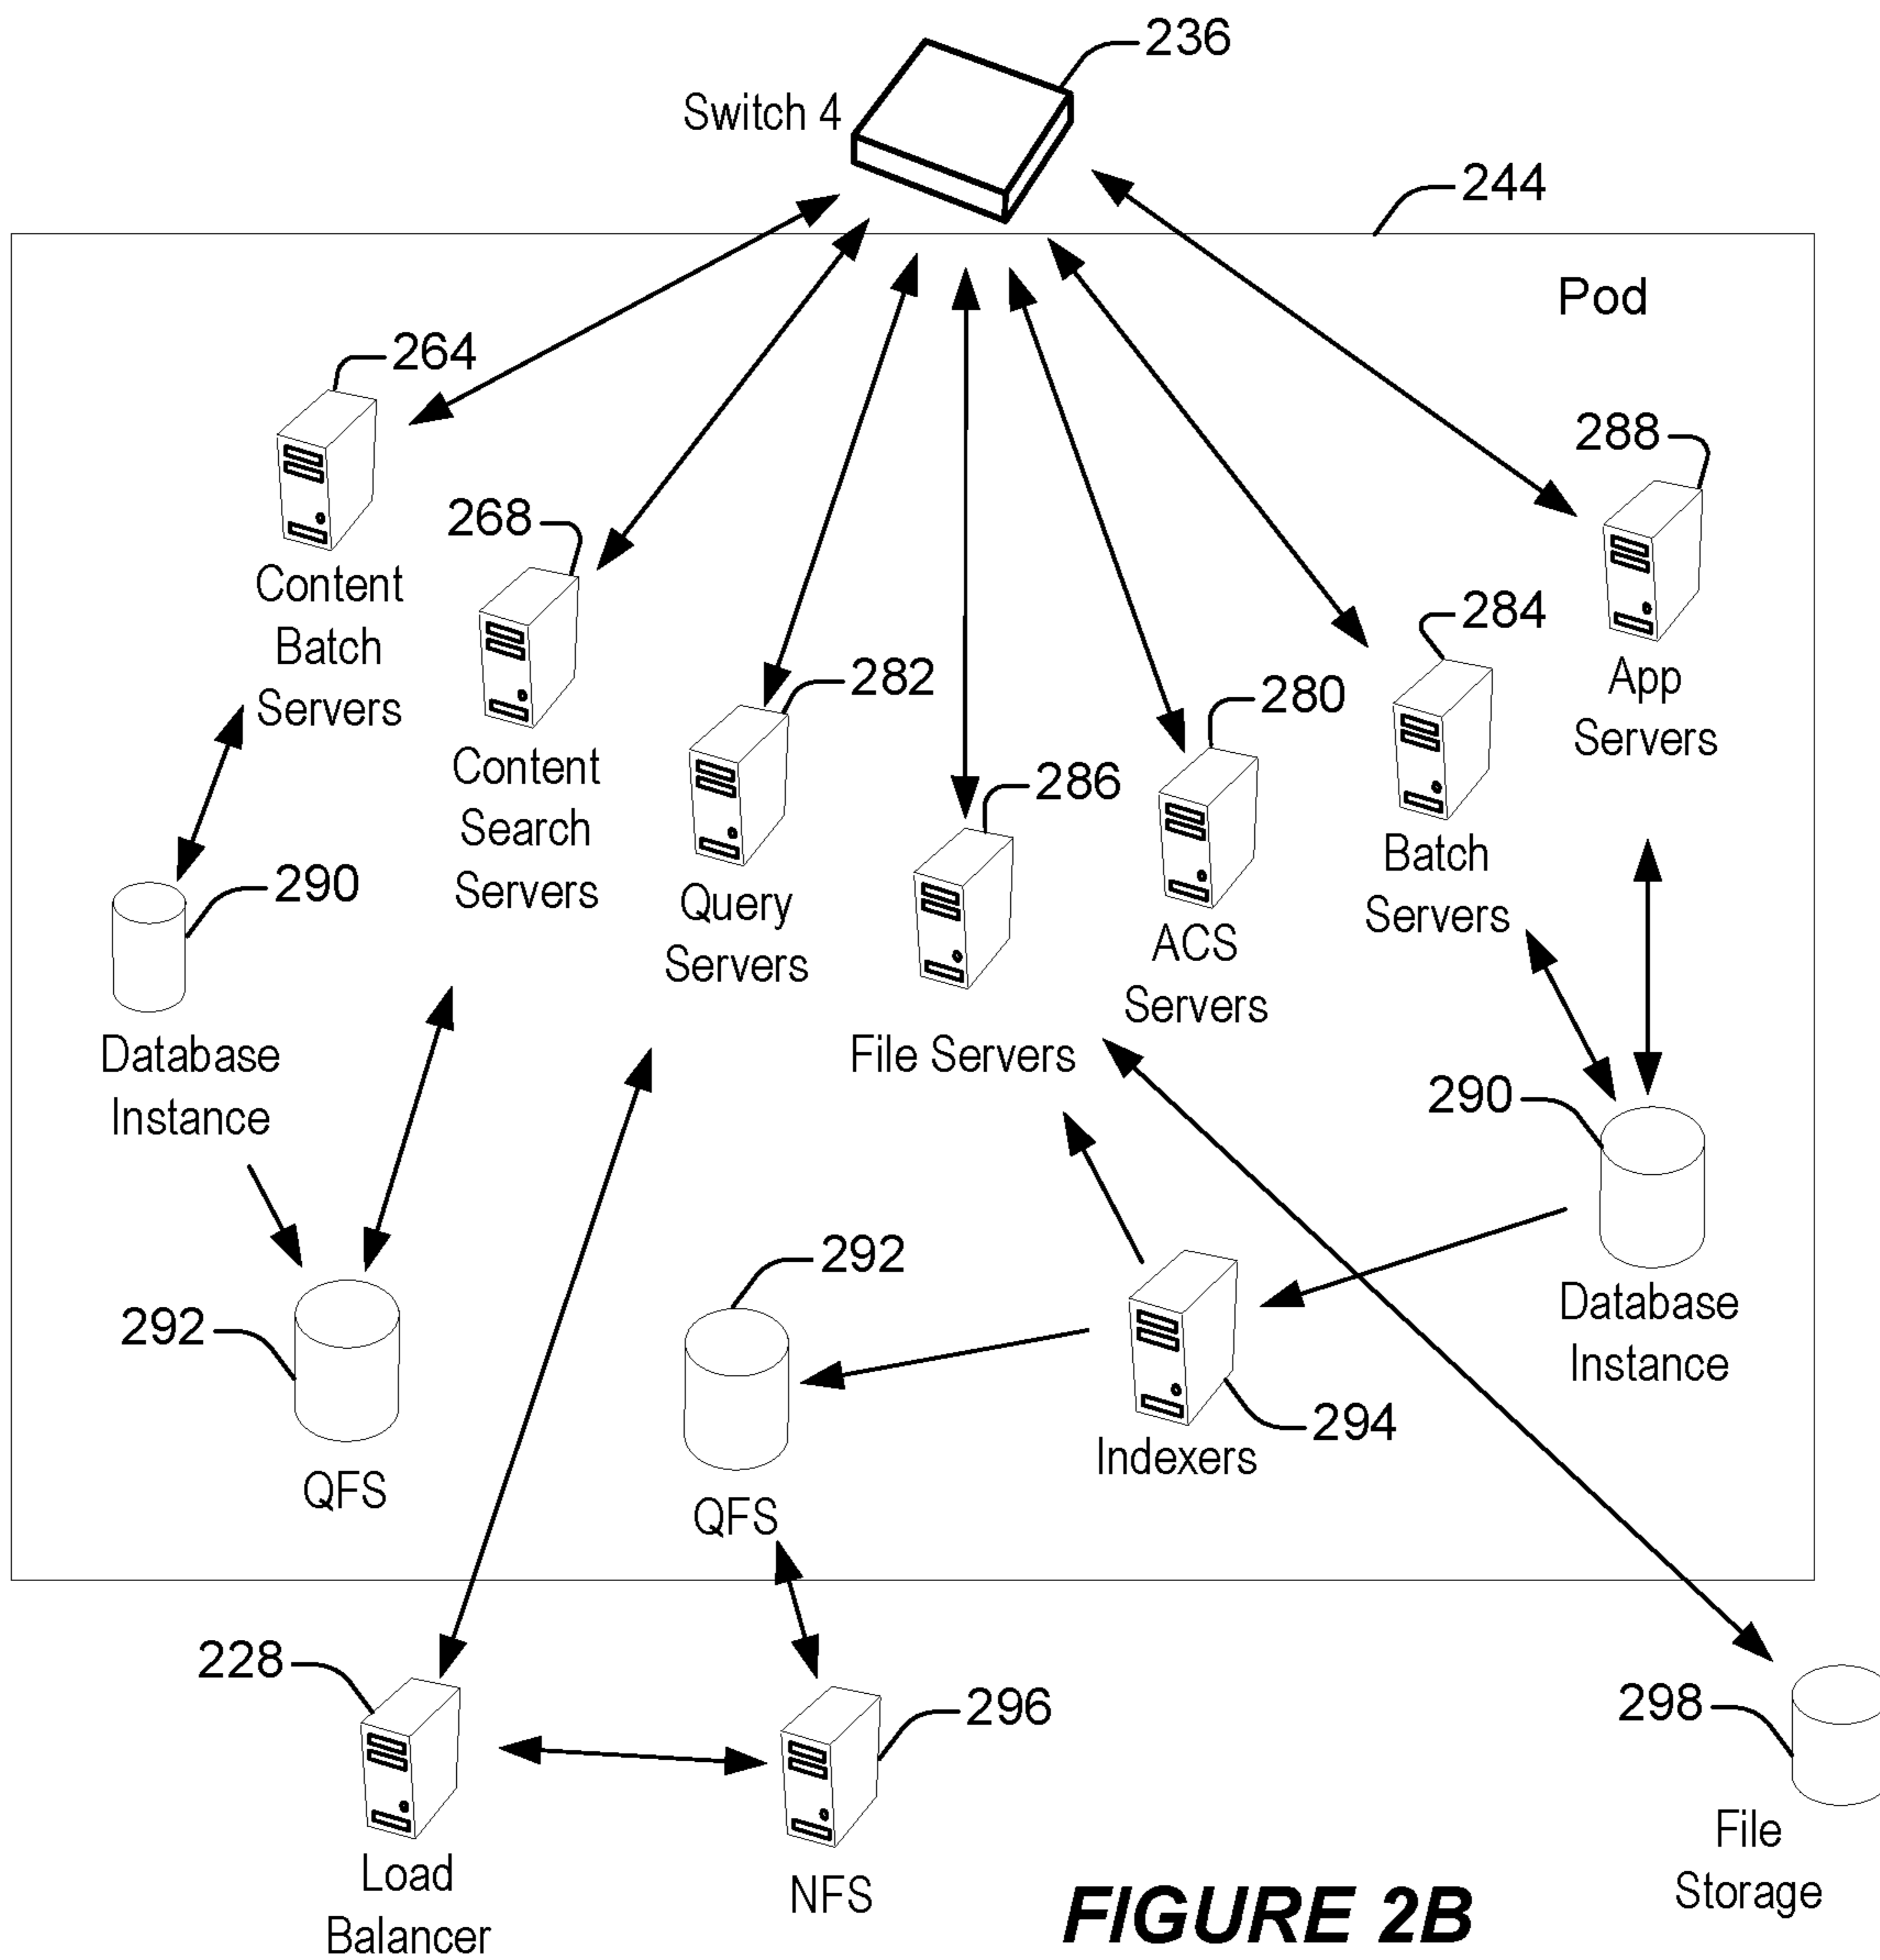 236
Switch 4
244
Pod
264
288
268
Content
Batch
Servers
284
282
280
App
Servers
Content
Search
Servers
286
290
Batch
Servers
Query
Servers
ACS
Servers
Database
Instance
File Servers
290
292
292
Database
Instance
294
Indexers
QFS
QFS
228
296
298
File
Storage
Load
Balancer
NFS
FIGURE 2B